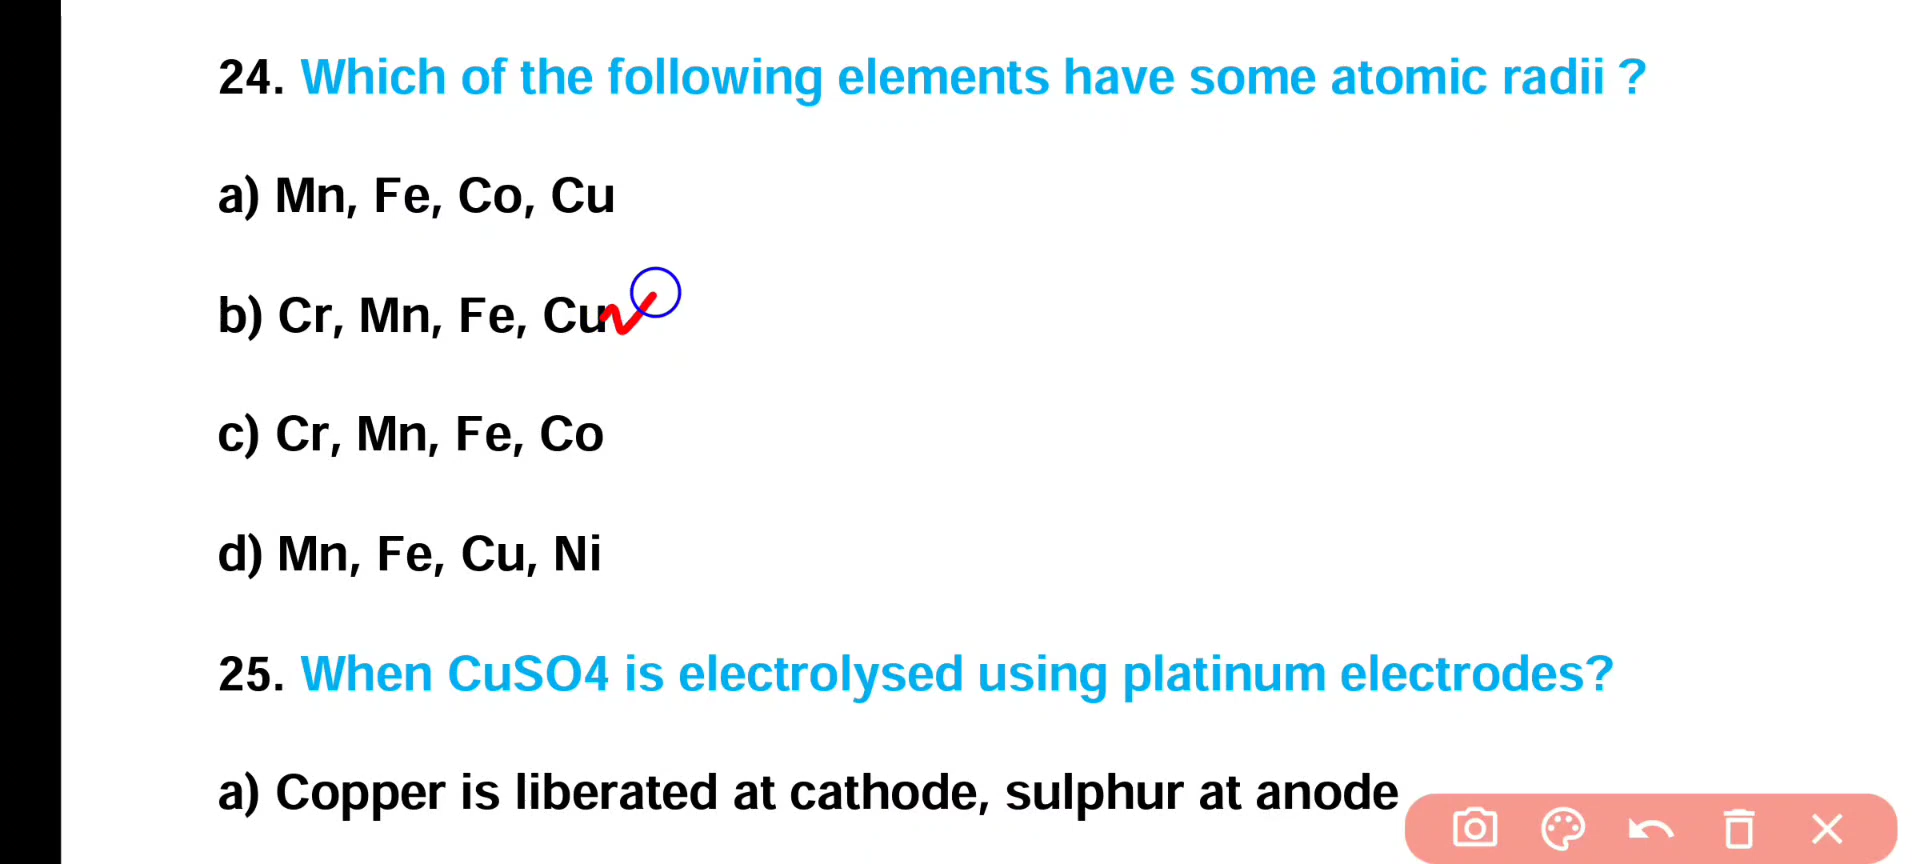 24. Which of the following elements have some atomic radii ?
a) Mn, Fe, Co, Cu
b) Cr, Mn, Fe, Cu
c) Cr, Mn, Fe, Co
d) Mn, Fe, Cu, Ni
25. When CuSO4 is electrolysed using platinum electrodes?
a) Copper is liberated at cathode, sulphur at anode